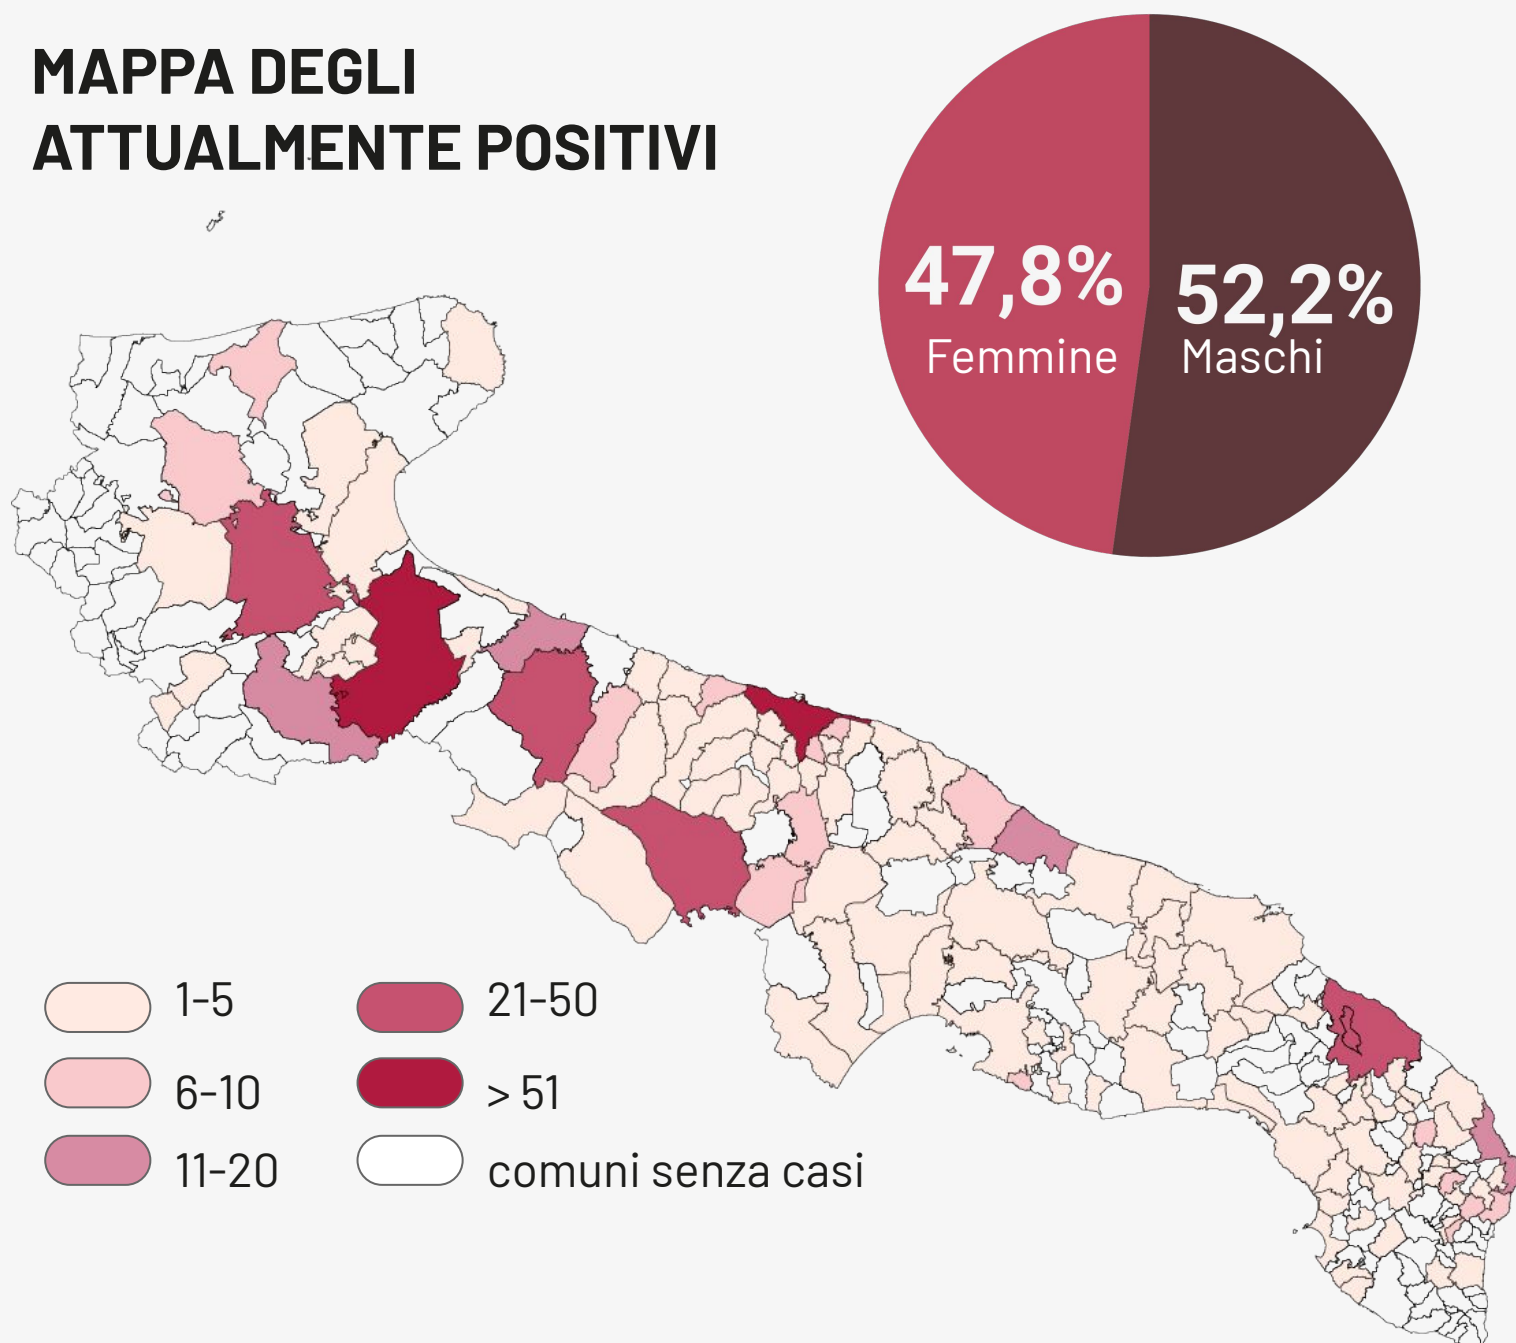 MAPPA DEGLI
ATTUALMENTE POSITIVI
47,8%
Femmine
52,2%
Maschi
1-5
6-10
11-20
21-50
> 51
comuni senza casi